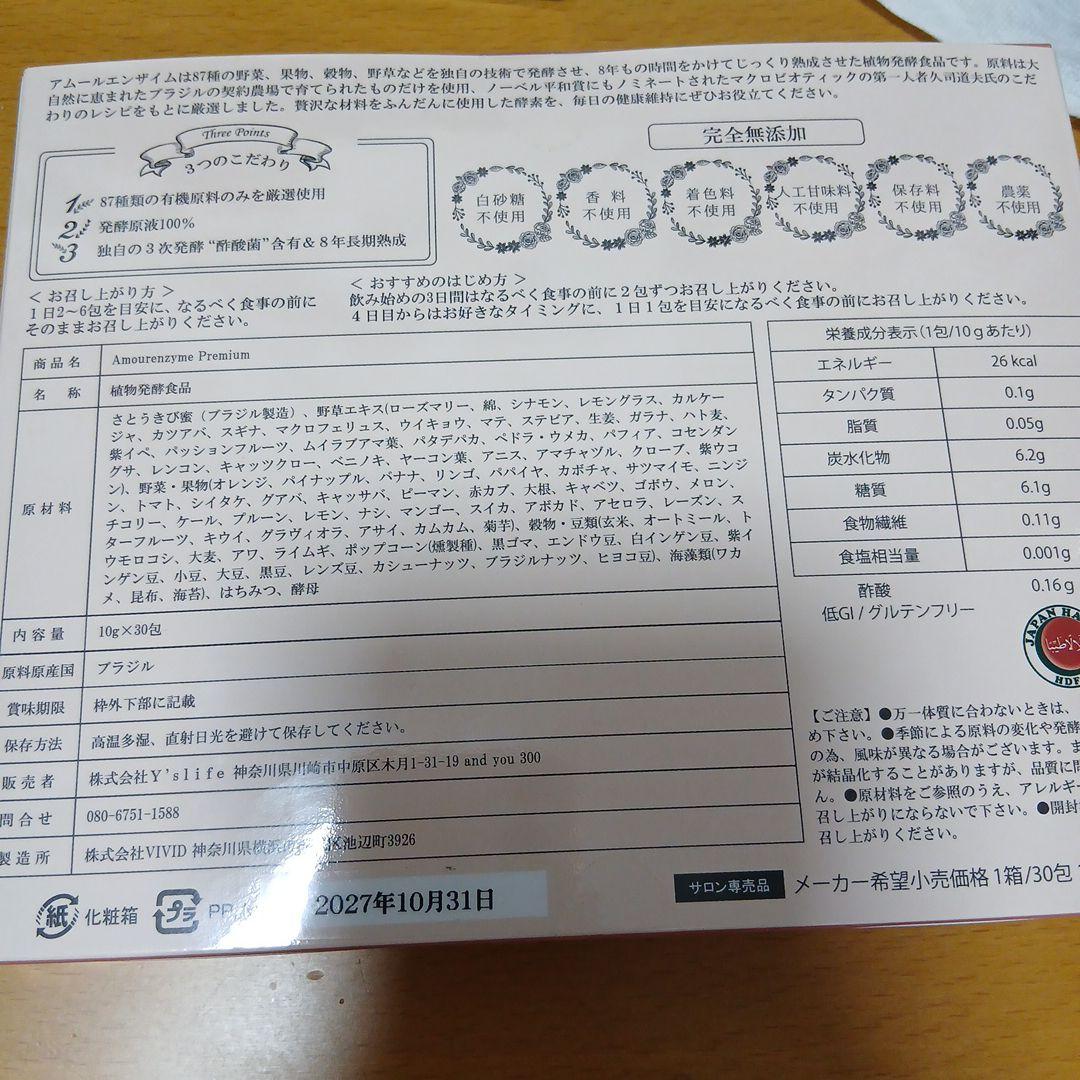 アムールエンザイムは87種の野菜、果物、穀物、野草などを独自の技術で発酵させ、8年もの時間をかけてじっくり熟成させた植物発酵食品です。原料は大
自然に恵まれたブラジルの契約農場で育てられたものだけを使用、ノーベル平和賞にもノミネートされたマクロビオティックの第一人者久司道夫氏のこだ
わりのレシピをもとに厳選しました。贅沢な材料をふんだんに使用した酵素を、毎日の健康維持にぜひお役立てください。
Three Points
3つのこだわり
1 87種類の有機原料のみを厳選使用
2 発酵原液100%
3 独自の3次発酵“酢酸菌”含有&8年長期熟成
完全無添加
白砂糖
不使用
香料
不使用
着色料
不使用
人工甘味料
不使用
保存料
不使用
農薬
不使用
＜お召し上がり方＞
1日2〜6包を目安に、なるべく食事の前に
そのままお召し上がりください。
＜おすすめのはじめ方＞
飲み始めの3日間はなるべく食事の前に2包ずつお召し上がりください。
4日目からはお好きなタイミングに、1日1包を目安になるべく食事の前にお召し上がりください。
商品名 Amourenzyme Premium
名称 植物発酵食品
原材料
さとうきび蜜（ブラジル製造）、野草エキス(ローズマリー、綿、シナモン、レモングラス、カルケー
ジャ、カツアバ、スギナ、マクロフェリュス、ウイキョウ、マテ、ステビア、生姜、ガラナ、ハト麦、
紫イペ、パッションフルーツ、ムイラプアマ葉、パタデパカ、ペドラ・ウメカ、パフィア、コセンダン
グサ、レンコン、キャッツクロー、ベニノキ、ヤーコン葉、アニス、アマチャヅル、クローブ、紫ウコ
ン)、野菜・果物(オレンジ、パイナップル、バナナ、リンゴ、パパイヤ、カボチャ、サツマイモ、ニンジ
ン、トマト、シイタケ、グアバ、キャッサバ、ピーマン、赤カブ、大根、キャベツ、ゴボウ、メロン、
チコリー、ケール、プルーン、レモン、ナシ、マンゴー、スイカ、アボカド、アセロラ、レーズン、ス
ターフルーツ、キウイ、グラヴィオラ、アサイ、カムカム、菊芋)、穀物・豆類(玄米、オートミール、ト
ウモロコシ、大麦、アワ、ライムギ、ポップコーン(燻製種)、黒ゴマ、エンドウ豆、白インゲン豆、紫イ
ンゲン豆、小豆、大豆、黒豆、レンズ豆、カシューナッツ、ブラジルナッツ、ヒヨコ豆)、海藻類(ワカ
メ、昆布、海苔)、はちみつ、酵母
内容量 10g×30包
原料原産国 ブラジル
賞味期限 枠外下部に記載
保存方法 高温多湿、直射日光を避けて保存してください。
販売者 株式会社Y'slife 神奈川県川崎市中原区木月1-31-19 and you 300
問合せ 080-6751-1588
製造所 株式会社VIVID 神奈川県横浜 区池辺町3926
栄養成分表示(1包/10gあたり)
エネルギー 26 kcal
タンパク質 0.1g
脂質 0.05g
炭水化物 6.2g
糖質 6.1g
食物繊維 0.11g
食塩相当量 0.001g
酢酸 0.16g
低GI / グルテンフリー
JAPAN HA
HDF
【ご注意】●万一体質に合わないときは、
め下さい。●季節による原料の変化や発酵
の為、風味が異なる場合がございます。ま
が結晶化することがありますが、品質に問
ん。●原材料をご参照のうえ、アレルギー
召し上がりにならないで下さい。●開封
召し上がりください。
紙 化粧箱 プラ PP
2027年10月31日
サロン専売品 メーカー希望小売価格 1箱/30包